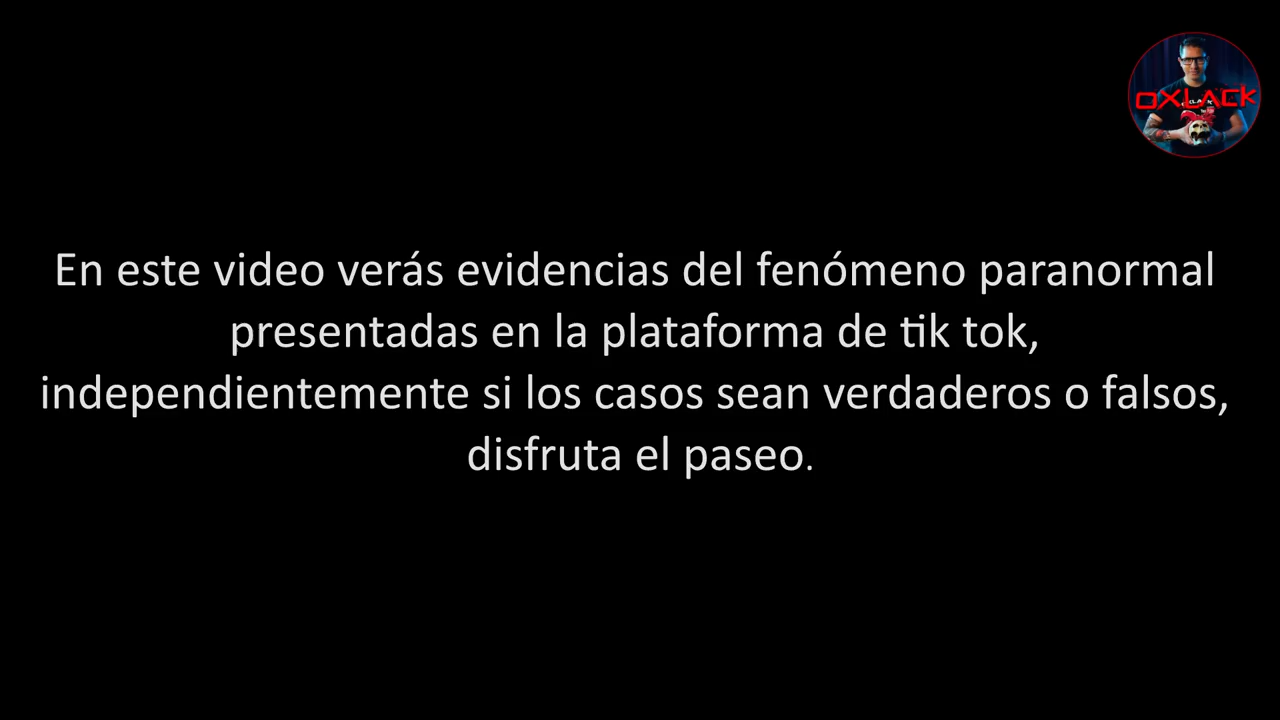 OXLACK
En este video verás evidencias del fenómeno paranormal
presentadas en la plataforma de tik tok,
independientemente si los casos sean verdaderos o falsos,
disfruta el paseo.